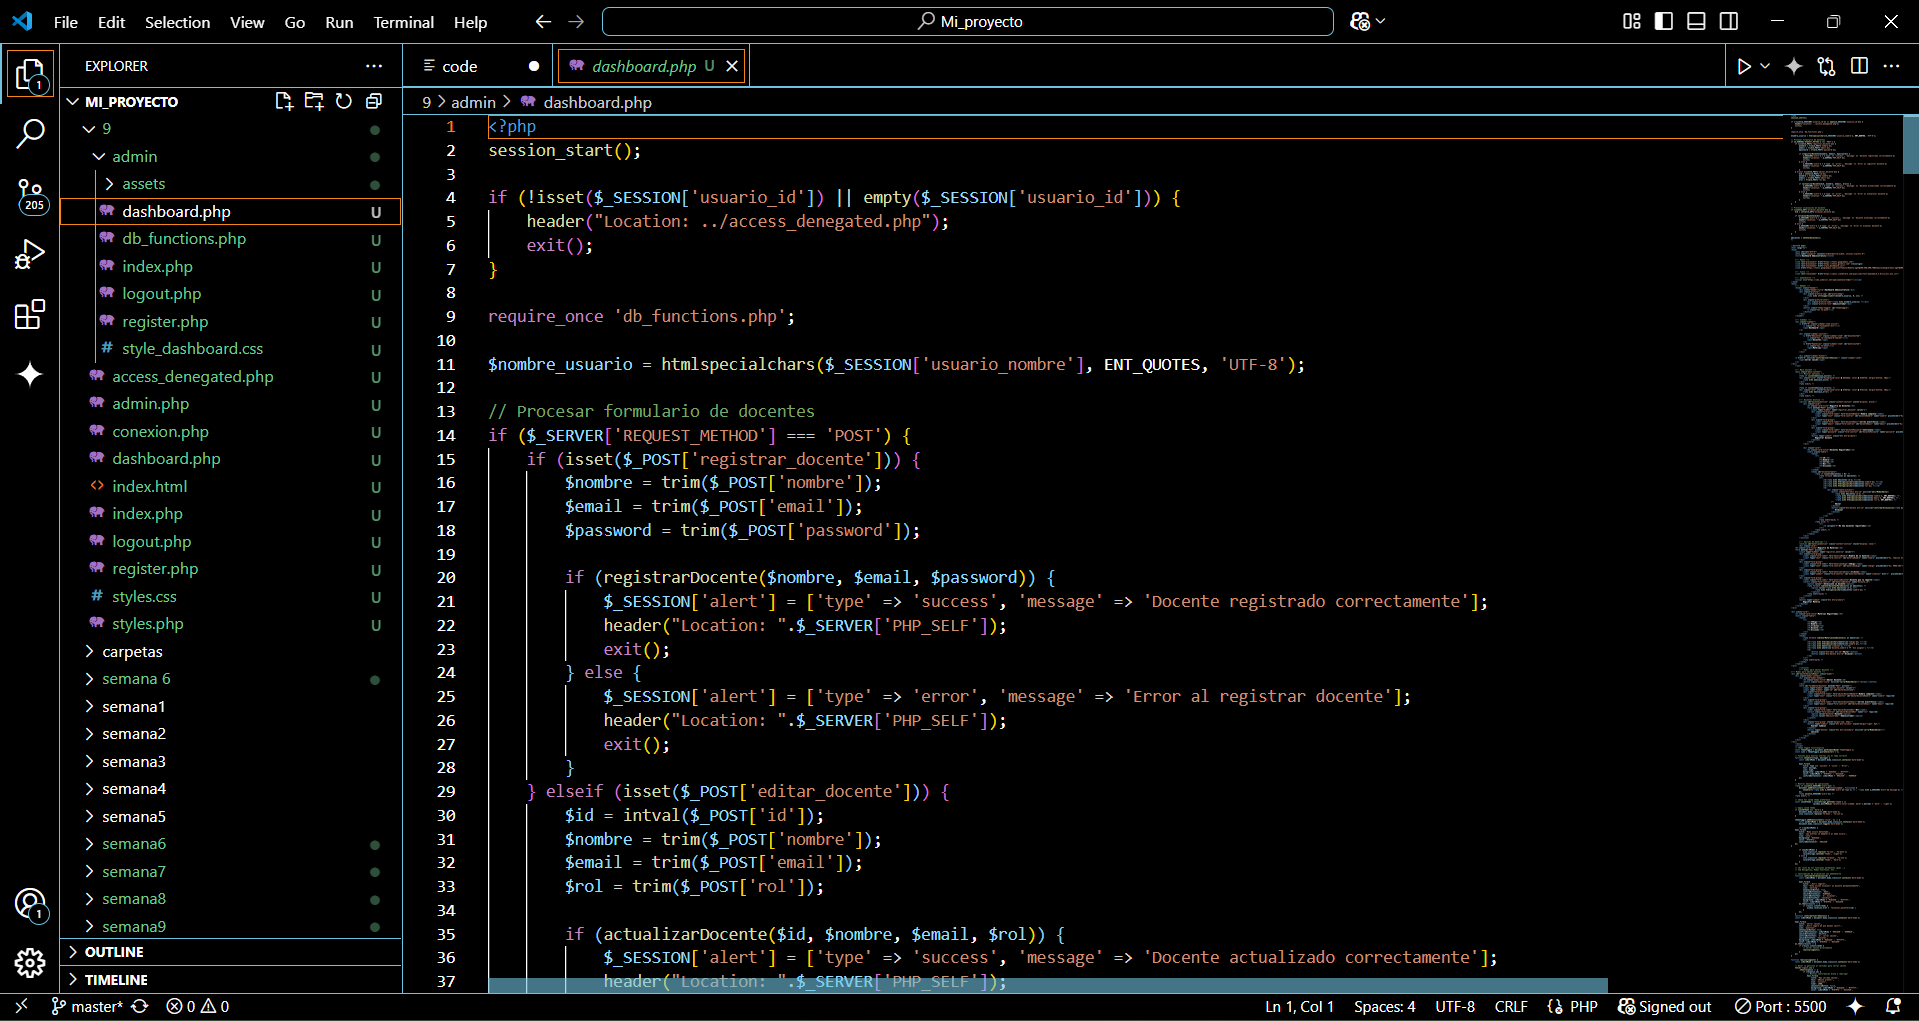 File Edit Selection View Go Run Terminal Help
Mi_proyecto
EXPLORER
1
MI_PROYECTO
9
admin
assets
205
dashboard.php U
db_functions.php U
index.php U
logout.php U
register.php U
# style_dashboard.css U
access_denegated.php U
admin.php U
conexion.php U
dashboard.php U
<> index.html U
index.php U
logout.php U
register.php U
# styles.css U
styles.php U
carpetas
semana 6
semana1
semana2
semana3
semana4
semana5
semana6
semana7
semana8
1
semana9
OUTLINE
TIMELINE
code
dashboard.php U
9 > admin > dashboard.php
1 <?php
2 session_start();
3
4 if (!isset($_SESSION['usuario_id']) || empty($_SESSION['usuario_id'])) {
5 header("Location: ../access_denegated.php");
6 exit();
7 }
8
9 require_once 'db_functions.php';
10
11 $nombre_usuario = htmlspecialchars($_SESSION['usuario_nombre'], ENT_QUOTES, 'UTF-8');
12
13 // Procesar formulario de docentes
14 if ($_SERVER['REQUEST_METHOD'] === 'POST') {
15 if (isset($_POST['registrar_docente'])) {
16 $nombre = trim($_POST['nombre']);
17 $email = trim($_POST['email']);
18 $password = trim($_POST['password']);
19
20 if (registrarDocente($nombre, $email, $password)) {
21 $_SESSION['alert'] = ['type' => 'success', 'message' => 'Docente registrado correctamente'];
22 header("Location: ".$_SERVER['PHP_SELF']);
23 exit();
24 } else {
25 $_SESSION['alert'] = ['type' => 'error', 'message' => 'Error al registrar docente'];
26 header("Location: ".$_SERVER['PHP_SELF']);
27 exit();
28 }
29 } elseif (isset($_POST['editar_docente'])) {
30 $id = intval($_POST['id']);
31 $nombre = trim($_POST['nombre']);
32 $email = trim($_POST['email']);
33 $rol = trim($_POST['rol']);
34
35 if (actualizarDocente($id, $nombre, $email, $rol)) {
36 $_SESSION['alert'] = ['type' => 'success', 'message' => 'Docente actualizado correctamente'];
37 header("Location: ".$_SERVER['PHP_SELF']);
master* 0 0 Ln 1, Col 1 Spaces: 4 UTF-8 CRLF {} PHP Signed out Port : 5500